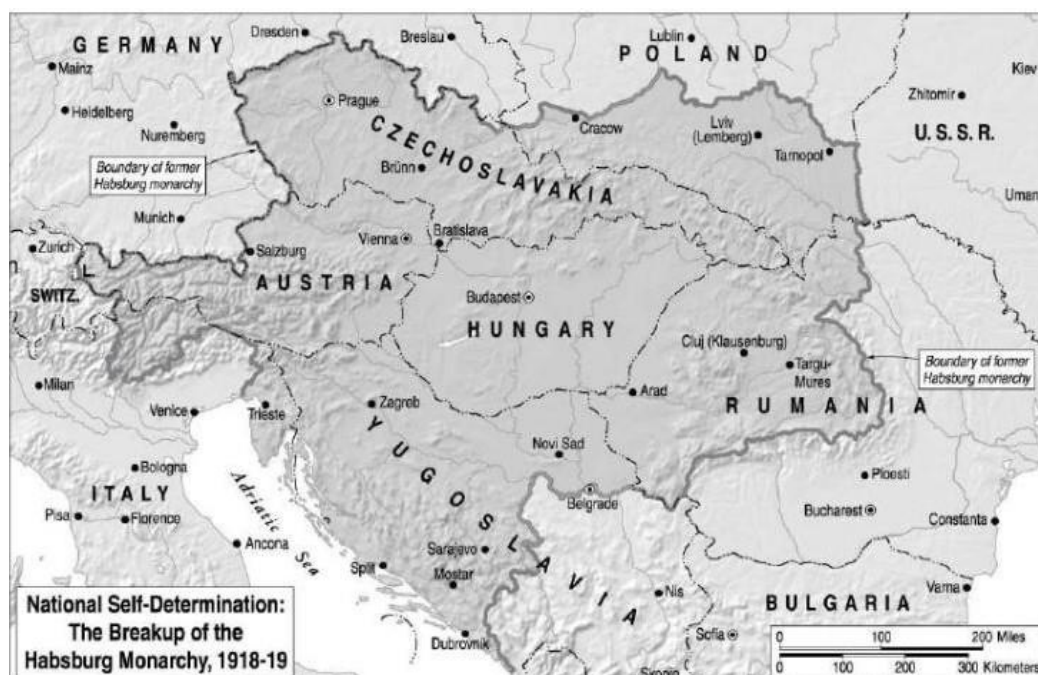 GERMANY
Dresden
Breslau
Lublin
POLAND
Mainz
Kiev
Zhitomir
Heidelberg
Prague
Nuremberg
Cracow
Lviv
(Lemberg)
U.S.S.R.
CZECHOSLAVAKIA
Tarnopol
Boundary of former
Habsburg monarchy
Brünn
Uman
Munich
Zurich
Salzburg
Vienna
Bratislava
L
AUSTRIA
SWITZ.
Budapest
HUNGARY
Cluj (Klausenburg)
Targu-
Mures
Boundary of former
Habsburg monarchy
Milan
Venice
Trieste
Zagreb
Arad
RUMANIA
Novi Sad
Bologna
YUGOSLAVIA
Ploesti
ITALY
Adriatic Sea
Belgrade
Bucharest
Pisa
Florence
Constanta
Ancona
Sarajevo
Split
Mostar
Nis
Varna
BULGARIA
Sofia
Dubrovnik
National Self-Determination:
The Breakup of the
Habsburg Monarchy, 1918-19
0 100 200 Miles
0 100 200 300 Kilometers